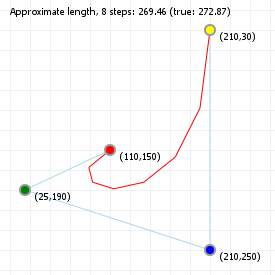 Approximate length, 8 steps: 269.46 (true: 272.87)
(210,30)
(110,150)
(25,190)
(210,250)